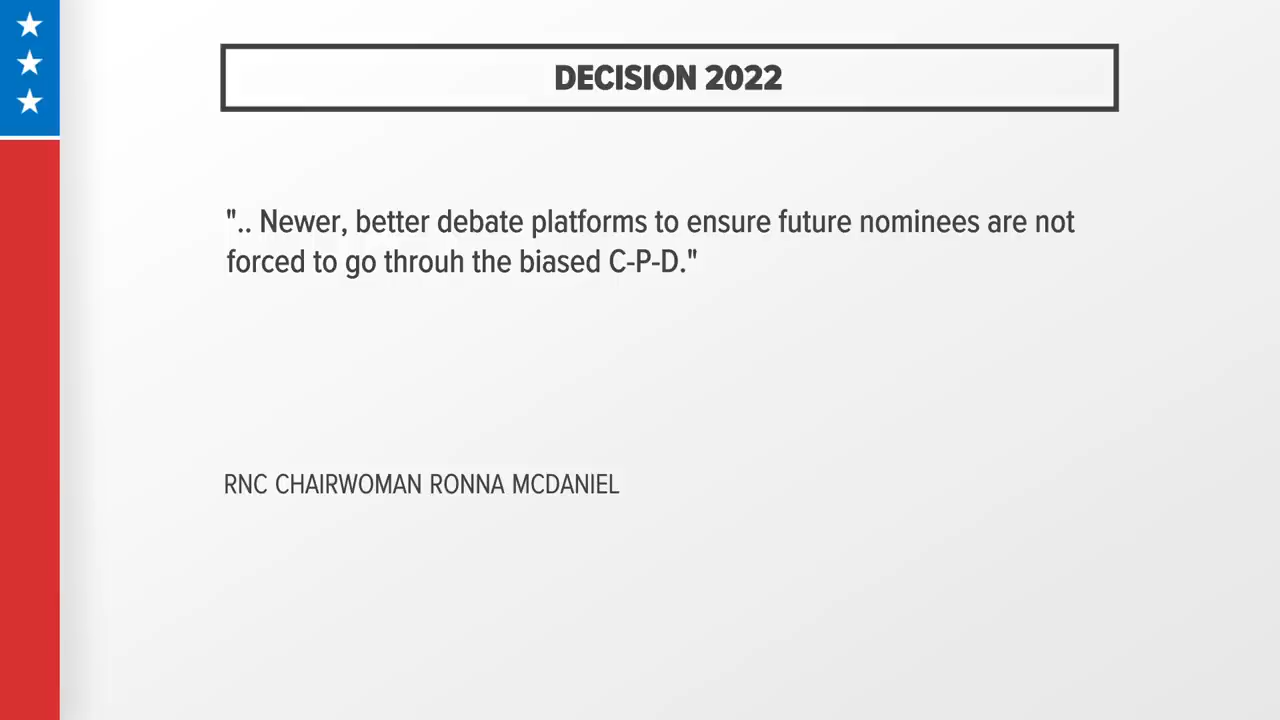 DECISION 2022
".. Newer, better debate platforms to ensure future nominees are not
forced to go throuh the biased C-P-D."
RNC CHAIRWOMAN RONNA MCDANIEL